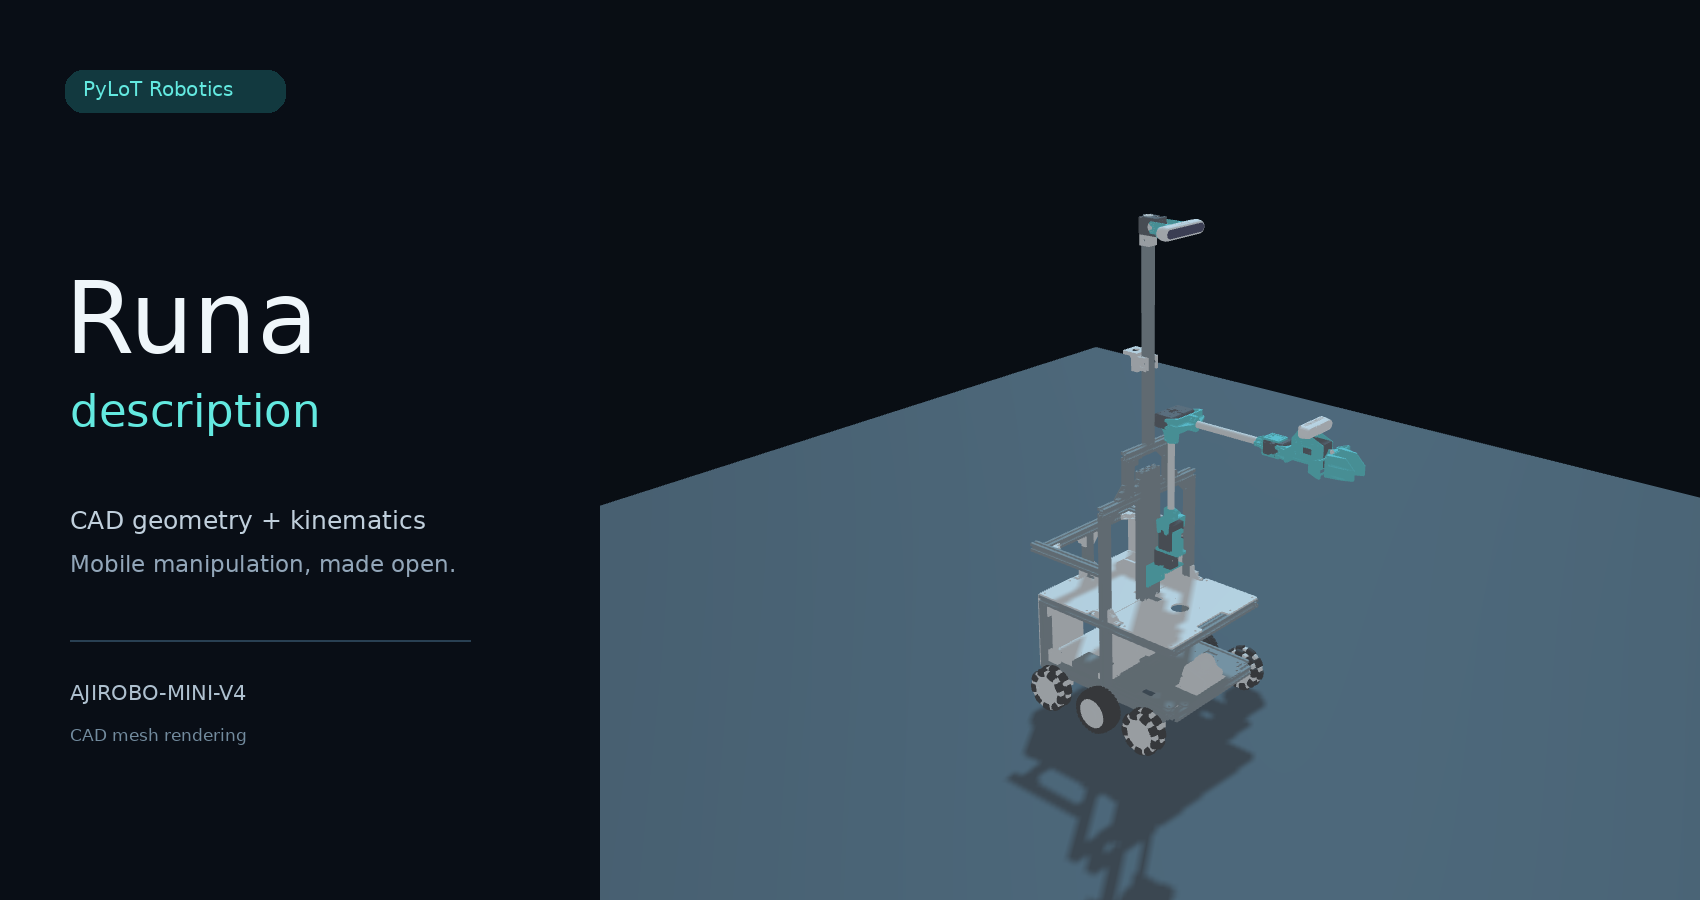 PyLoT Robotics
Runa
description
CAD geometry + kinematics
Mobile manipulation, made open.
AJIROBO-MINI-V4
CAD mesh rendering